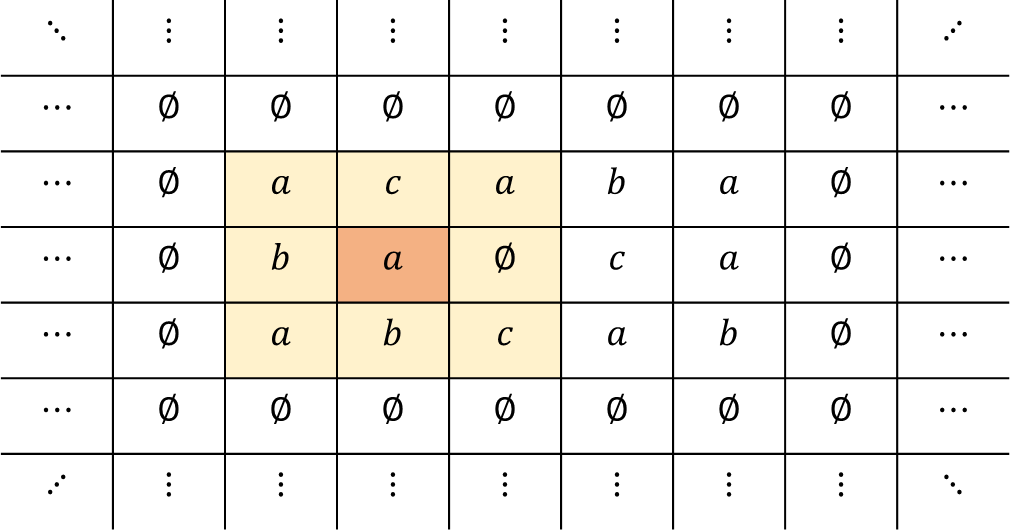 ⋱ ⋮ ⋮ ⋮ ⋮ ⋮ ⋮ ⋮ ⋰
⋯ ∅ ∅ ∅ ∅ ∅ ∅ ∅ ⋯
⋯ ∅ a c a b a ∅ ⋯
⋯ ∅ b a ∅ c a ∅ ⋯
⋯ ∅ a b c a b ∅ ⋯
⋯ ∅ ∅ ∅ ∅ ∅ ∅ ∅ ⋯
⋰ ⋮ ⋮ ⋮ ⋮ ⋮ ⋮ ⋮ ⋱